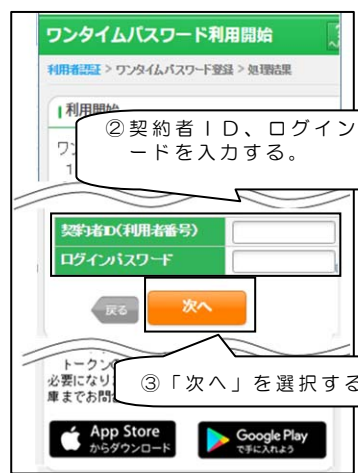 ワンタイムパスワード利用開始
利用者認証 > ワンタイムパスワード登録 > 処理結果
利用開始
②契約者ＩＤ、ログイン
ードを入力する。
ワ
1
契約者ID(利用者番号)
ログインパスワード
戻る
次へ
トークンの
必要になり
庫までお問
③「次へ」を選択する
App Store
からダウンロード
Google Play
で手に入れよう